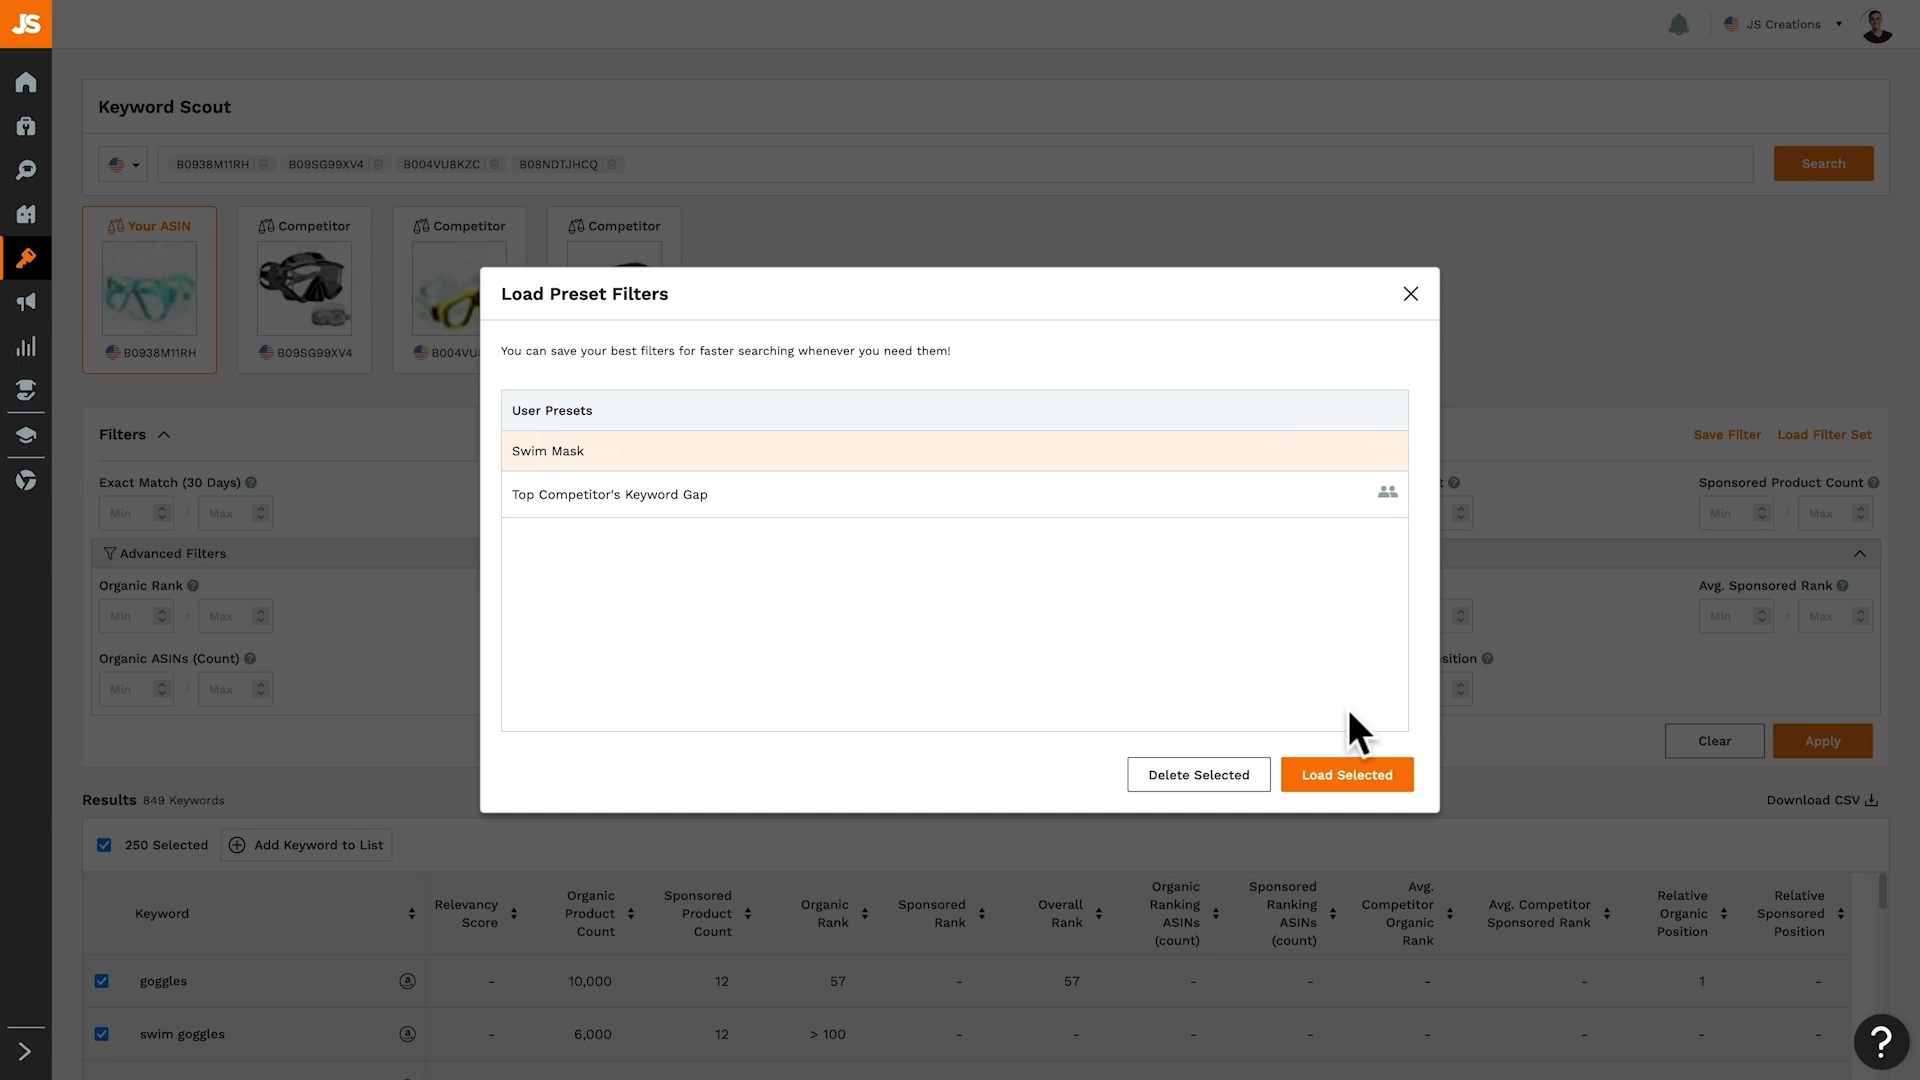 JS
JS Creations
Keyword Scout
B0938M11RH B09SG99XV4 B004VU8KZC B08NDTJHCQ
Search
Your ASIN Competitor Competitor Competitor
B0938M11RH B09SG99XV4 B004VU
Load Preset Filters
You can save your best filters for faster searching whenever you need them!
User Presets
Swim Mask
Top Competitor's Keyword Gap
Delete Selected Load Selected
Filters
Save Filter Load Filter Set
Exact Match (30 Days) Sponsored Product Count
Min Max Min Max
Advanced Filters
Organic Rank Avg. Sponsored Rank
Min Max Min Max
Organic ASINs (Count) sition
Min Max
Clear Apply
Results 849 Keywords
Download CSV
250 Selected Add Keyword to List
Keyword
Relevancy
Score
Organic
Product
Count
Sponsored
Product
Count
Organic
Rank
Sponsored
Rank
Overall
Rank
Organic
Ranking
ASINs
(count)
Sponsored
Ranking
ASINs
(count)
Avg.
Competitor
Organic
Rank
Avg. Competitor
Sponsored Rank
Relative
Organic
Position
Relative
Sponsored
Position
goggles a - 10,000 12 57 - 57 - - - - 1 -
swim goggles a - 6,000 12 > 100 - - - - - - - -
?